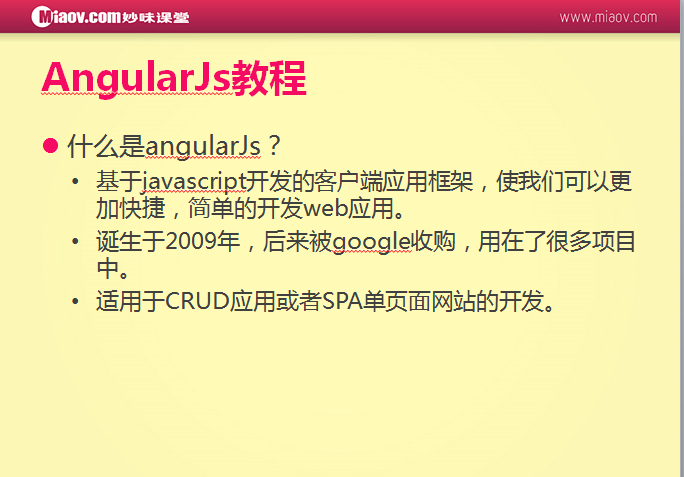 Miaov.com妙味课堂
www.miaov.com
AngularJs教程
什么是angularJs？
基于javascript开发的客户端应用框架，使我们可以更
加快捷，简单的开发web应用。
诞生于2009年，后来被google收购，用在了很多项目
中。
适用于CRUD应用或者SPA单页面网站的开发。